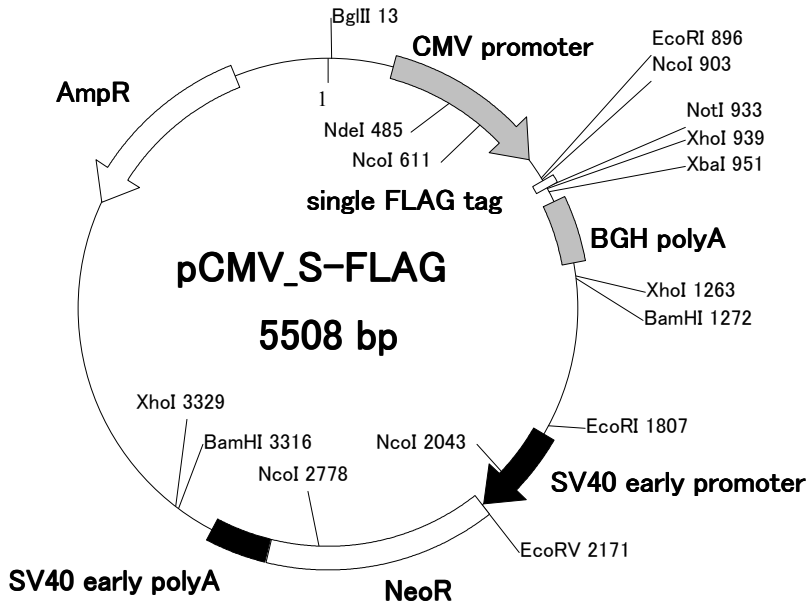 BglII 13
CMV promoter
EcoRI 896
NcoI 903
AmpR
1
NdeI 485
NotI 933
NcoI 611
XhoI 939
XbaI 951
single FLAG tag
BGH polyA
pCMV_S-FLAG
5508 bp
XhoI 1263
BamHI 1272
XhoI 3329
EcoRI 1807
BamHI 3316
NcoI 2043
NcoI 2778
SV40 early promoter
EcoRV 2171
SV40 early polyA
NeoR